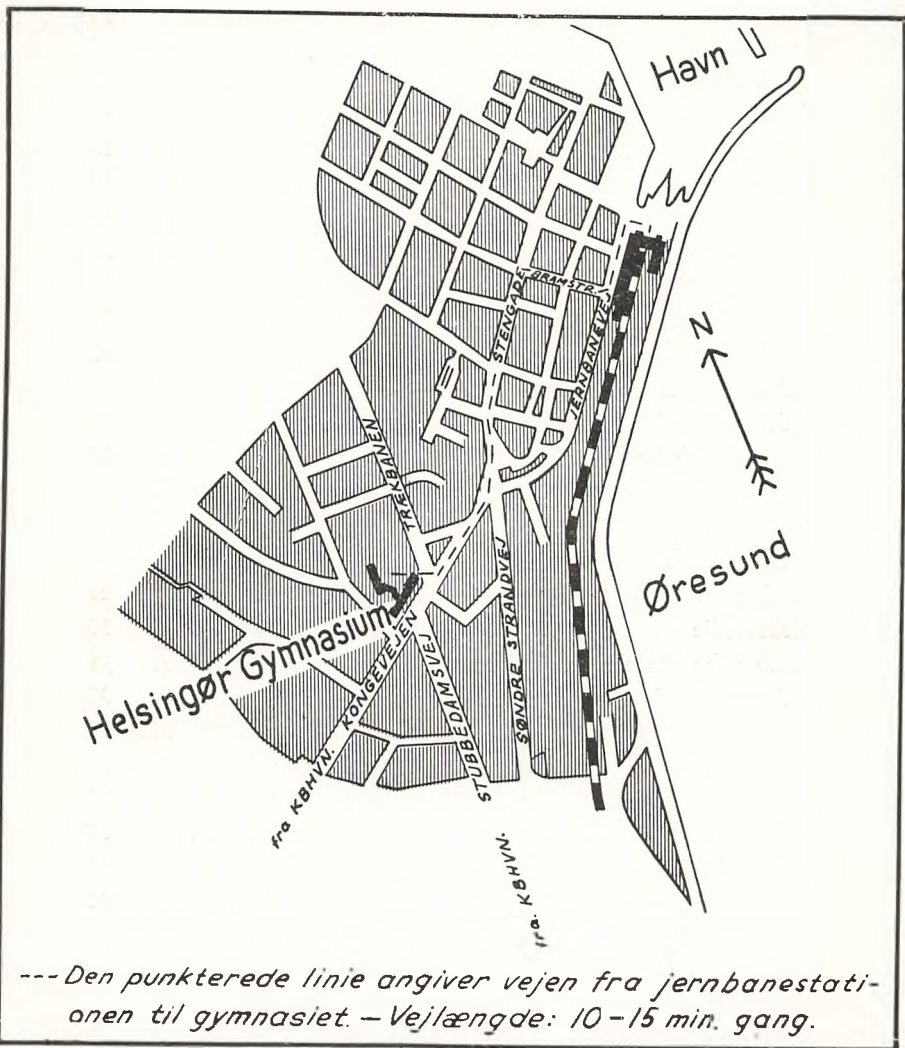 Havn
BRAMSTR.
STENGADE
JERNBANEVEJ
N
TRÆKBANEN
Øresund
Helsingør Gymnasium
KONGEVEJEN
fra KBHVN.
STUBBEDAMSVEJ
SØNDRE STRANDVEJ
fra. KBHVN.
--- Den punkterede linie angiver vejen fra jernbanestati-
onen til gymnasiet. – Vejlængde: 10-15 min. gang.